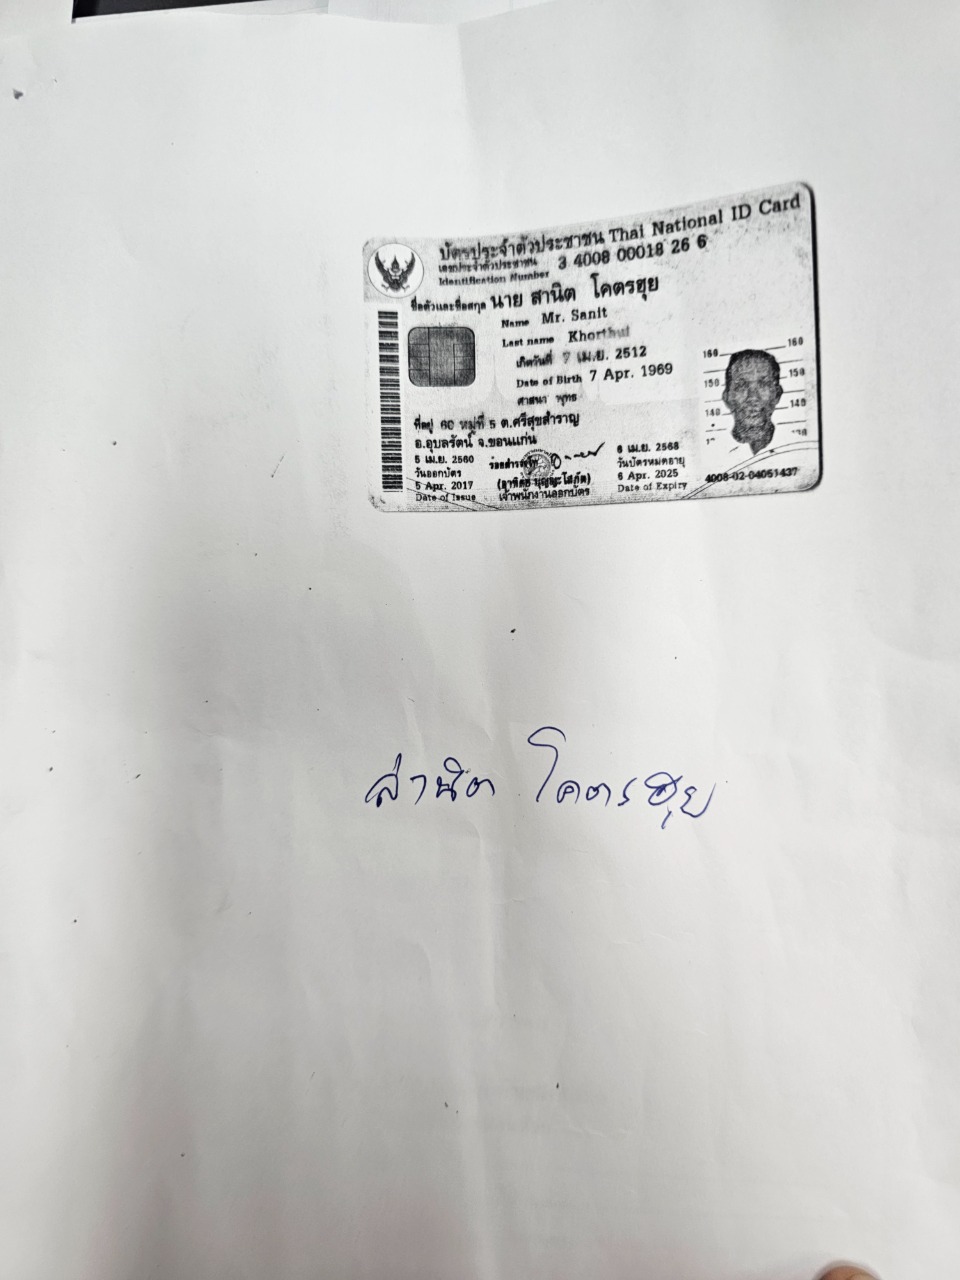 บัตรประจำตัวประชาชน Thai National ID Card
เลขประจำตัวประชาชน
Identification Number 3 4008 00018 26 6
ชื่อตัวและชื่อสกุล นาย สานิต โคตรฮุย
Name Mr. Sanit
Last name Khorthui
เกิดวันที่ 7 เม.ย. 2512
Date of Birth 7 Apr. 1969
ศาสนา พุทธ
ที่อยู่ 60 หมู่ที่ 5 ต.ศรีสุขสำราญ
อ.อุบลรัตน์ จ.ขอนแก่น
5 เม.ย. 2560
วันออกบัตร
5 Apr. 2017
Date of Issue
เจ้าพนักงานออกบัตร
6 เม.ย. 2568
วันบัตรหมดอายุ
6 Apr. 2025
Date of Expiry
160 160
150 150
140 140
4008-02-04051437
สานิต โคตรฮุย